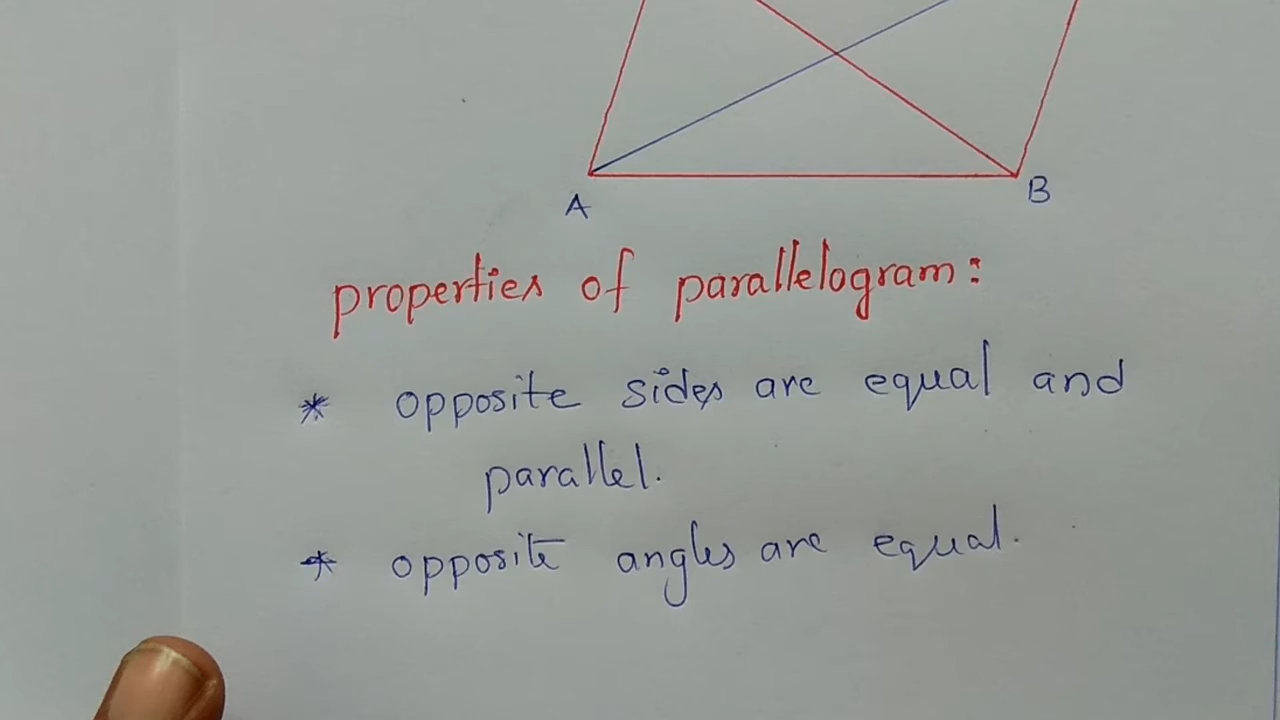 A
B
properties of parallelogram:
* opposite sides are equal and
parallel.
* opposite angles are equal.